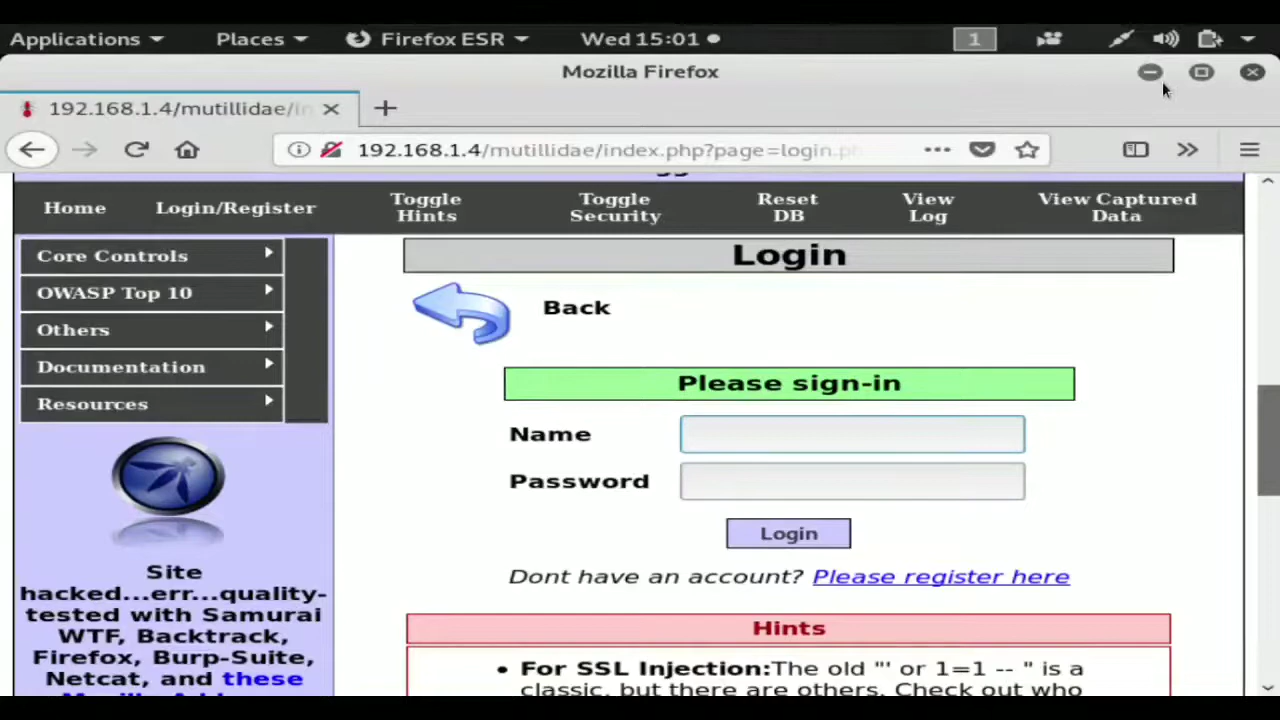 Applications Places Firefox ESR Wed 15:01 1
Mozilla Firefox
192.168.1.4/mutillidae/in
192.168.1.4/mutillidae/index.php?page=login.ph
Home Login/Register Toggle Hints Toggle Security Reset DB View Log View Captured Data
Core Controls
OWASP Top 10
Others
Documentation
Resources
Site
hacked...err...quality-
tested with Samurai
WTF, Backtrack,
Firefox, Burp-Suite,
Netcat, and these
Login
Back
Please sign-in
Name
Password
Login
Dont have an account? Please register here
Hints
• For SSL Injection:The old "' or 1=1 -- " is a
classic, but there are others. Check out who